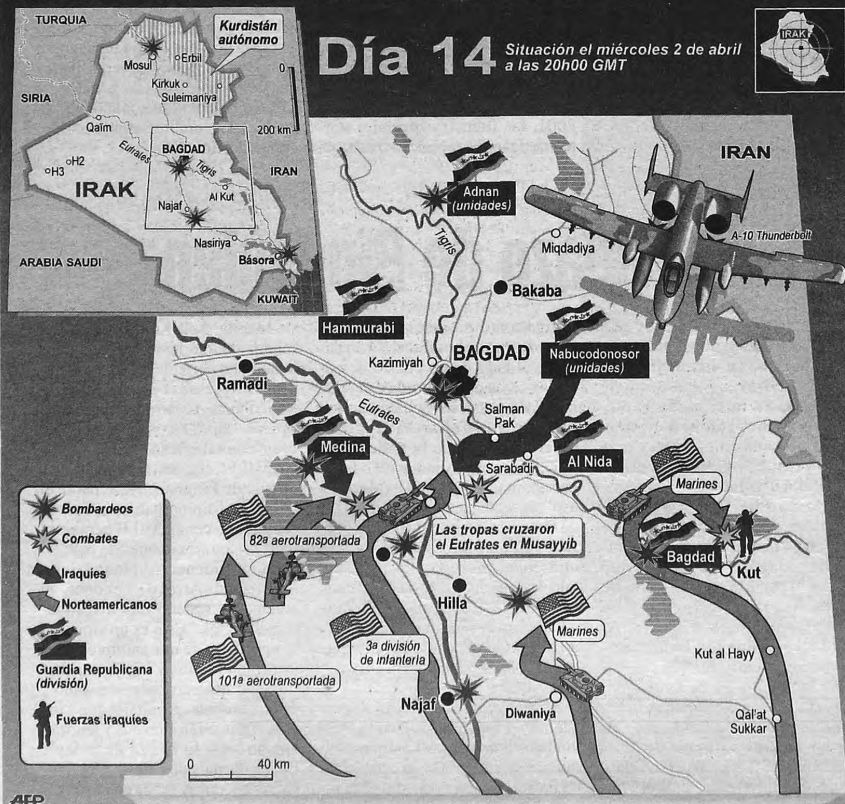 Día 14
Situación el miércoles 2 de abril
a las 20h00 GMT
IRAK
TURQUIA
Kurdistán
autónomo
Mosul
Erbil
Kirkuk
Suleimaniya
0
200 km
SIRIA
Qaïm
Eufrates
BAGDAD
Tigris
IRAN
H2
H3
IRAK
Al Kut
Najaf
Nasiriya
Básora
ARABIA SAUDI
KUWAIT
IRAN
A-10 Thunderbolt
Adnan
(unidades)
Tigris
Miqdadiya
Bakaba
Hammurabi
Nabucodonosor
(unidades)
Kazimiyah
BAGDAD
Ramadi
Eufrates
Salman
Pak
Medina
Sarabadi
Al Nida
Marines
82ª aerotransportada
Las tropas cruzaron
el Eufrates en Musayyib
Bagdad
Kut
Hilla
Marines
3ª división
de infantería
101ª aerotransportada
Kut al Hayy
Najaf
Diwaniya
Qal'at
Sukkar
0
40 km
Bombardeos
Combates
Iraquíes
Norteamericanos
Guardia Republicana
(división)
Fuerzas iraquíes
AFP